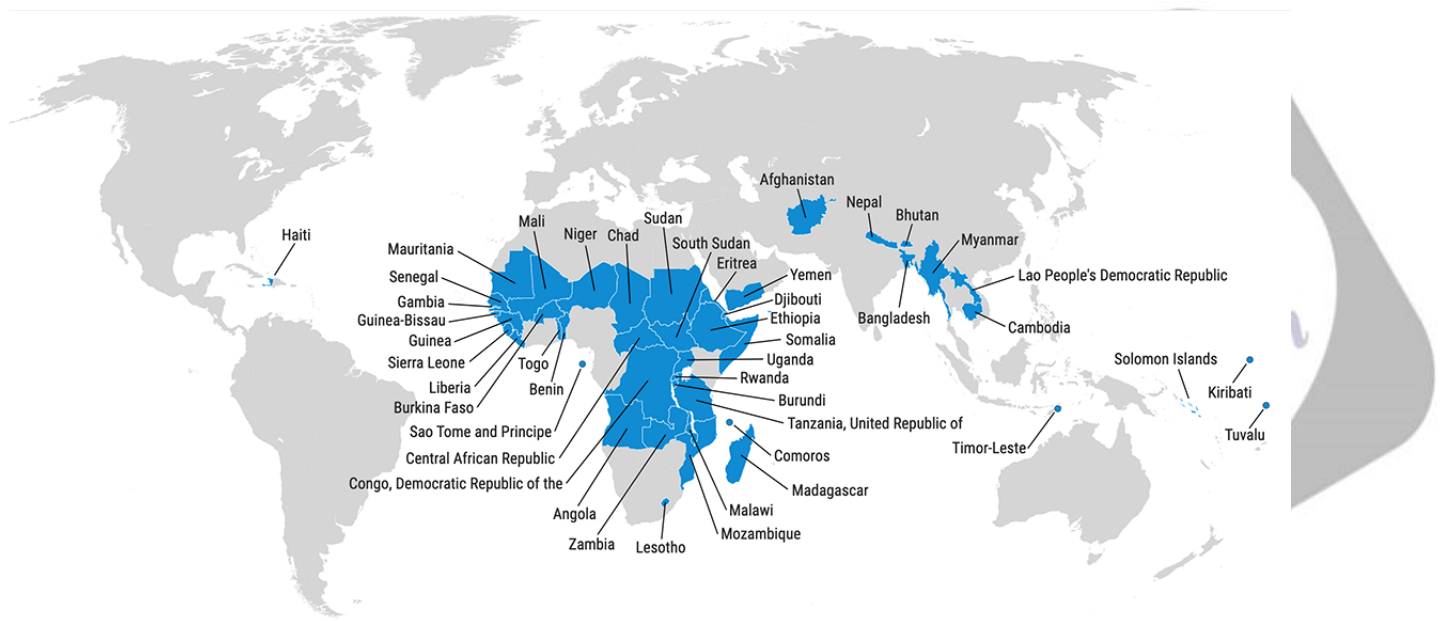 Afghanistan
Nepal
Bhutan
Myanmar
Lao People's Democratic Republic
Bangladesh
Cambodia
Haiti
Mali
Niger
Chad
Sudan
South Sudan
Eritrea
Yemen
Djibouti
Ethiopia
Somalia
Uganda
Rwanda
Burundi
Tanzania, United Republic of
Comoros
Madagascar
Malawi
Mozambique
Lesotho
Zambia
Angola
Congo, Democratic Republic of the
Central African Republic
Sao Tome and Principe
Benin
Togo
Burkina Faso
Liberia
Sierra Leone
Guinea
Guinea-Bissau
Gambia
Senegal
Mauritania
Solomon Islands
Kiribati
Tuvalu
Timor-Leste